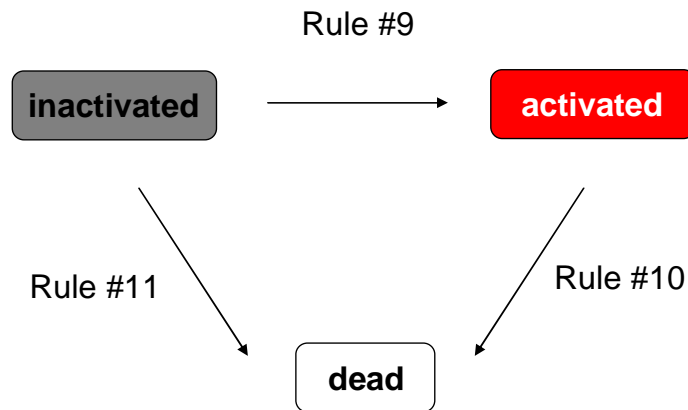 Rule #9
inactivated
activated
Rule #11
Rule #10
dead